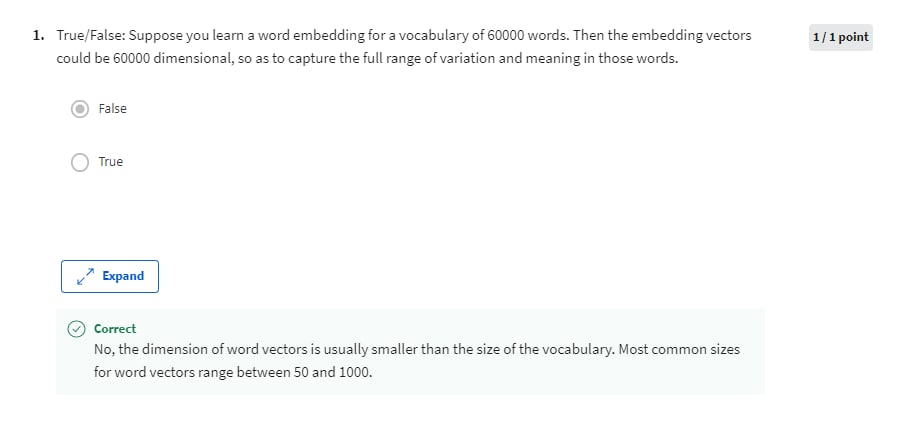 1. True/False: Suppose you learn a word embedding for a vocabulary of 60000 words. Then the embedding vectors
could be 60000 dimensional, so as to capture the full range of variation and meaning in those words.
1 / 1 point
False
True
Expand
Correct
No, the dimension of word vectors is usually smaller than the size of the vocabulary. Most common sizes
for word vectors range between 50 and 1000.